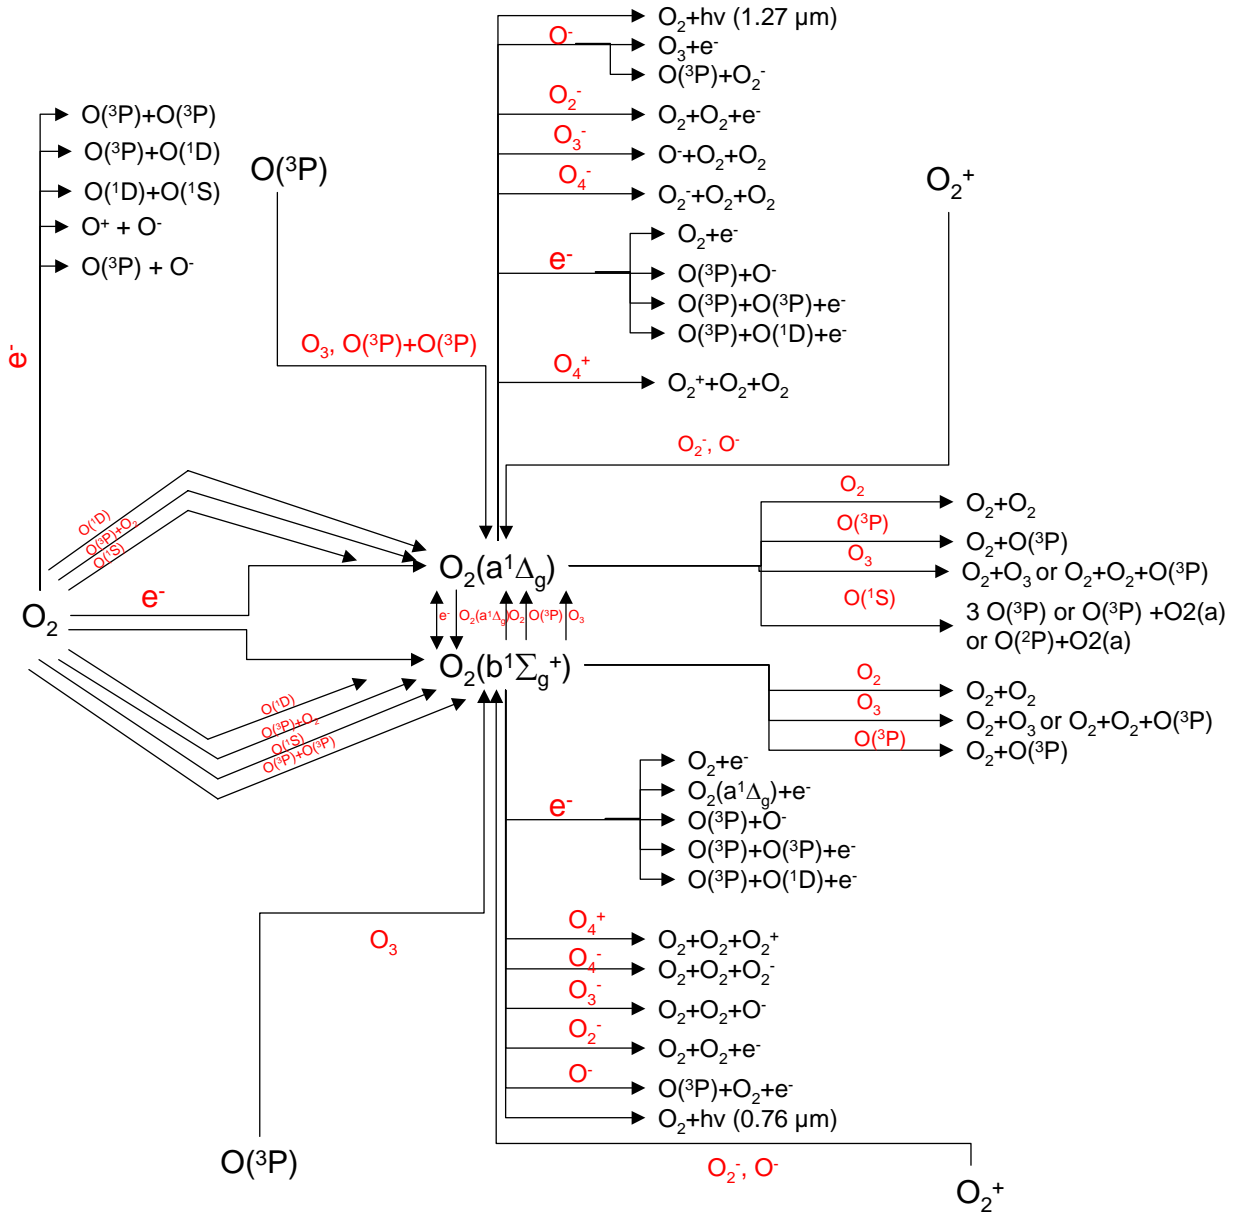 O₂+hv (1.27 µm)
O⁻
O₃+e⁻
O(³P)+O₂⁻
O₂⁻
O₂+O₂+e⁻
O₃⁻
O⁻+O₂+O₂
O₄⁻
O₂⁻+O₂+O₂
O(³P)+O(³P)
O(³P)+O(¹D)
O(¹D)+O(¹S)
O⁺ + O⁻
O(³P) + O⁻
e⁻
O(³P)
O₂⁺
e⁻
O₂+e⁻
O(³P)+O⁻
O(³P)+O(³P)+e⁻
O(³P)+O(¹D)+e⁻
O₃, O(³P)+O(³P)
O₄⁺
O₂⁺+O₂+O₂
O₂⁻, O⁻
O(¹D)
O(³P)+O₂
O(¹S)
O₂
e⁻
O₂(a¹Δg)
O₂
O₂+O₂
O(³P)
O₂+O(³P)
O₃
O₂+O₃ or O₂+O₂+O(³P)
O(¹S)
3 O(³P) or O(³P) +O2(a)
or O(²P)+O2(a)
e⁻
O₂(a¹Δg)
O₂
O(³P)
O₃
O₂(b¹Σg⁺)
O₂
O₂+O₂
O₃
O₂+O₃ or O₂+O₂+O(³P)
O(³P)
O₂+O(³P)
O(¹D)
O(³P)+O₂
O(¹S)
O(³P)+O(³P)
e⁻
O₂+e⁻
O₂(a¹Δg)+e⁻
O(³P)+O⁻
O(³P)+O(³P)+e⁻
O(³P)+O(¹D)+e⁻
O₃
O₄⁺
O₂+O₂+O₂⁺
O₄⁻
O₂+O₂+O₂⁻
O₃⁻
O₂+O₂+O⁻
O₂⁻
O₂+O₂+e⁻
O⁻
O(³P)+O₂+e⁻
O₂+hv (0.76 µm)
O(³P)
O₂⁻, O⁻
O₂⁺